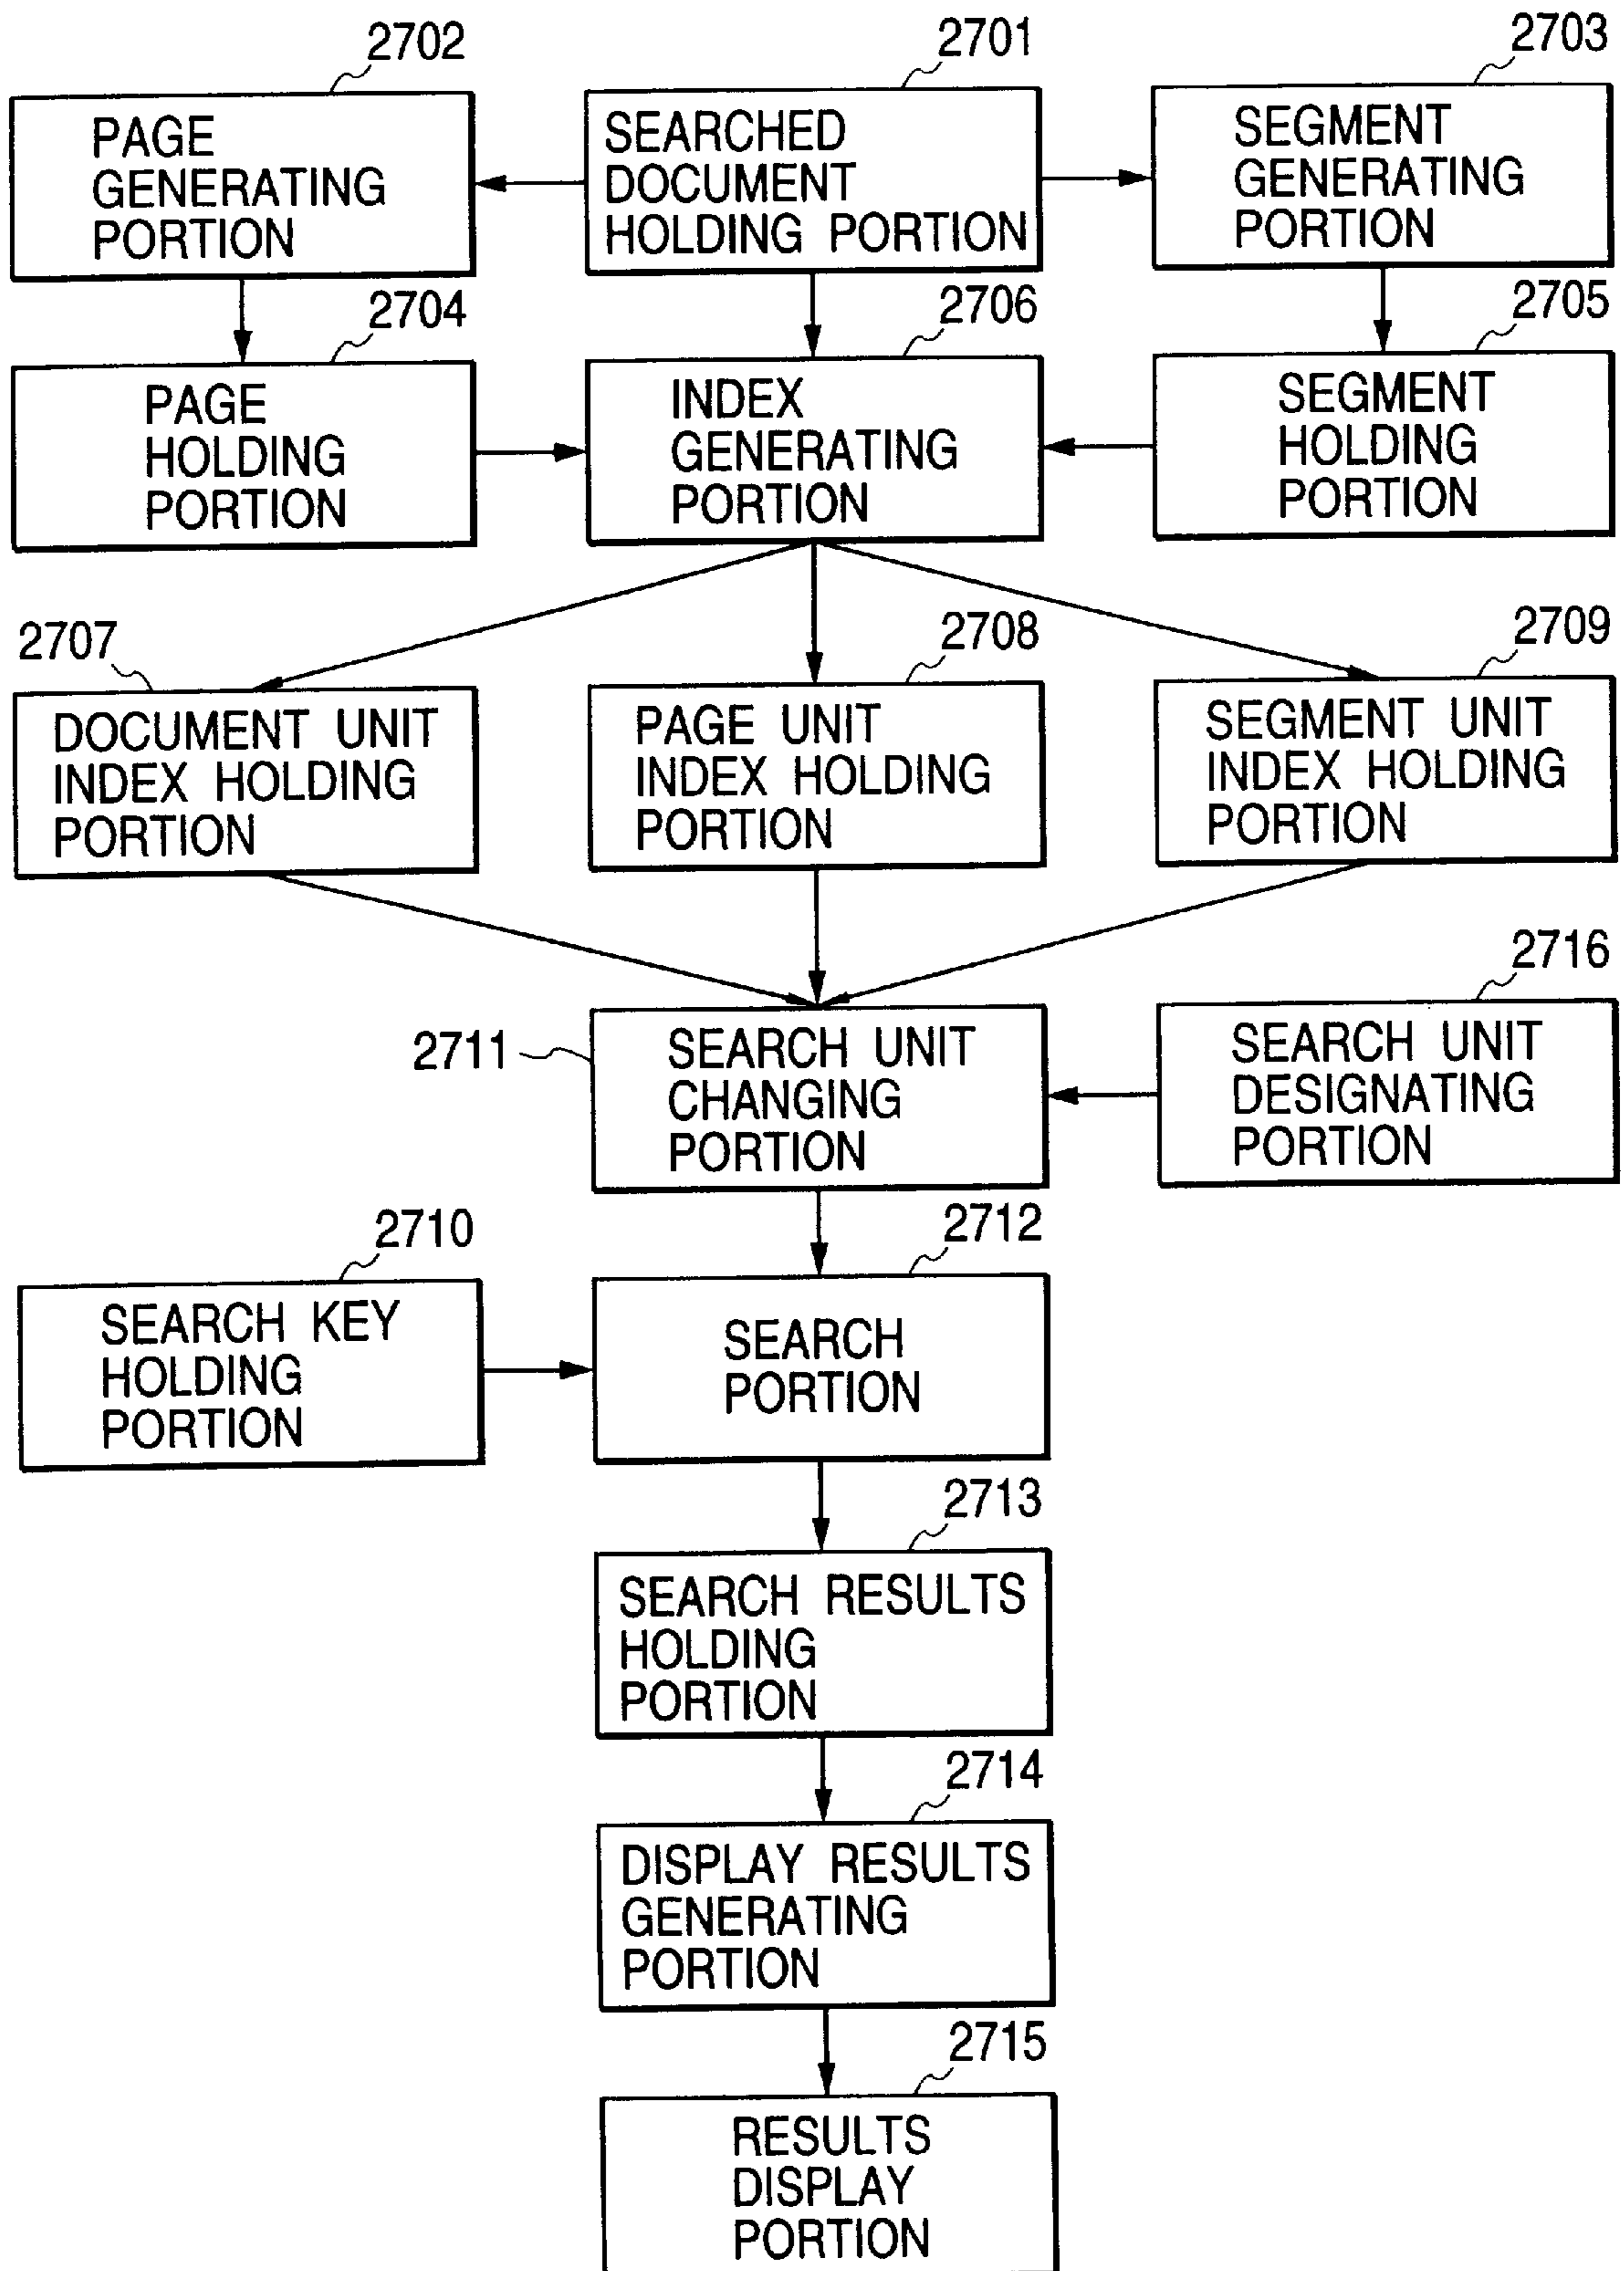 2702
PAGE
GENERATING
PORTION
2701
SEARCHED
DOCUMENT
HOLDING PORTION
2703
SEGMENT
GENERATING
PORTION
2704
PAGE
HOLDING
PORTION
2706
INDEX
GENERATING
PORTION
2705
SEGMENT
HOLDING
PORTION
2707
DOCUMENT UNIT
INDEX HOLDING
PORTION
2708
PAGE UNIT
INDEX HOLDING
PORTION
2709
SEGMENT UNIT
INDEX HOLDING
PORTION
2711
SEARCH UNIT
CHANGING
PORTION
2716
SEARCH UNIT
DESIGNATING
PORTION
2710
SEARCH KEY
HOLDING
PORTION
2712
SEARCH
PORTION
2713
SEARCH RESULTS
HOLDING
PORTION
2714
DISPLAY RESULTS
GENERATING
PORTION
2715
RESULTS
DISPLAY
PORTION